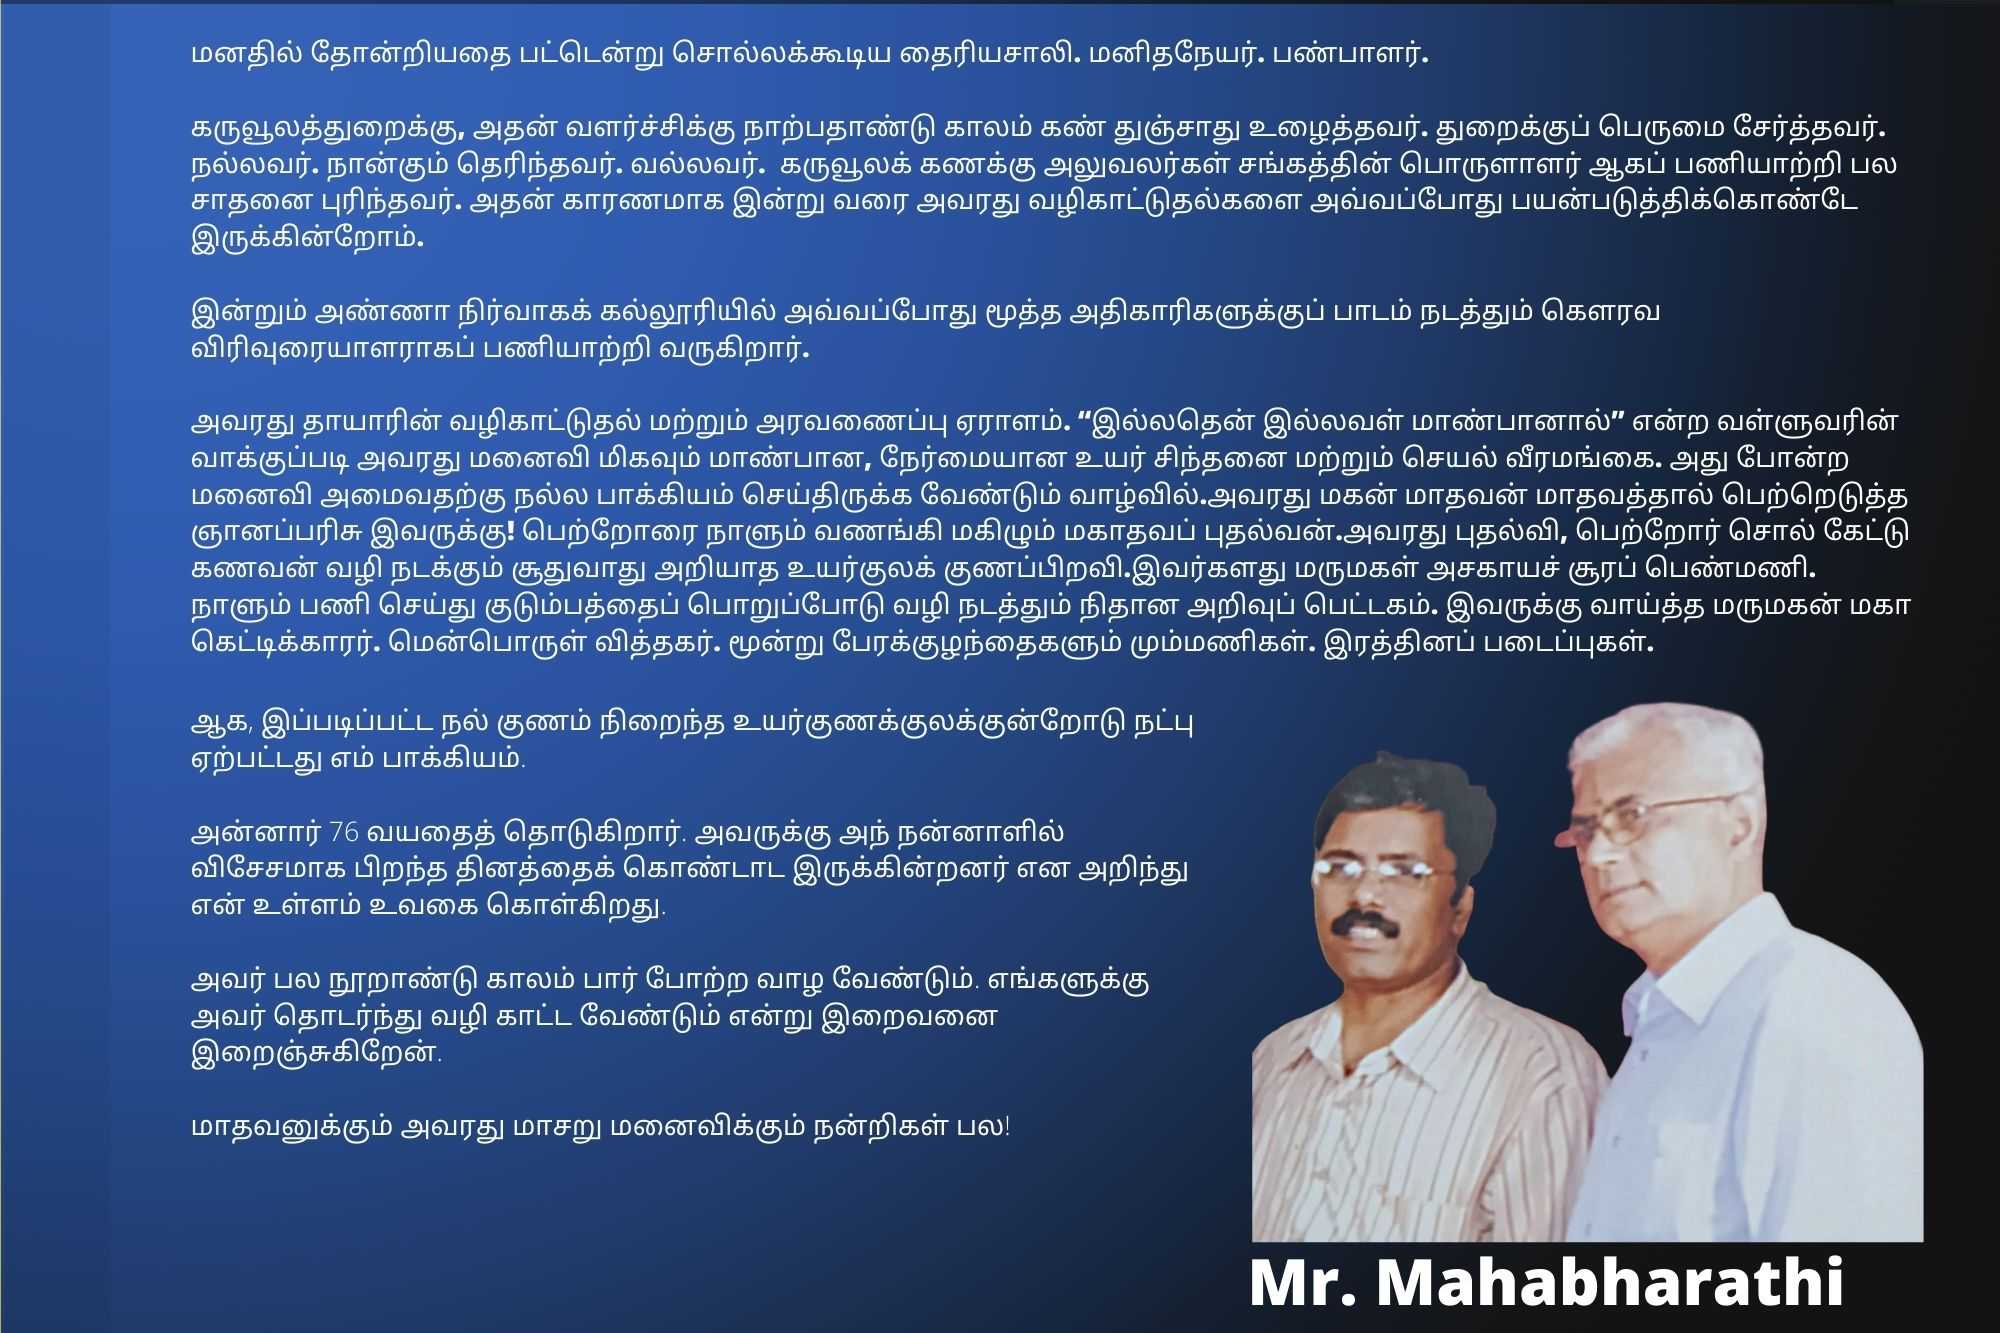 மனதில் தோன்றியதை பட்டென்று சொல்லக்கூடிய தைரியசாலி. மனிதநேயர். பண்பாளர்.
கருவூலத்துறைக்கு, அதன் வளர்ச்சிக்கு நாற்பதாண்டு காலம் கண் துஞ்சாது உழைத்தவர். துறைக்குப் பெருமை சேர்த்தவர்.
நல்லவர். நான்கும் தெரிந்தவர். வல்லவர்.  கருவூலக் கணக்கு அலுவலர்கள் சங்கத்தின் பொருளாளர் ஆகப் பணியாற்றி பல
சாதனை புரிந்தவர். அதன் காரணமாக இன்று வரை அவரது வழிகாட்டுதல்களை அவ்வப்போது பயன்படுத்திக்கொண்டே
இருக்கின்றோம்.
இன்றும் அண்ணா நிர்வாகக் கல்லூரியில் அவ்வப்போது மூத்த அதிகாரிகளுக்குப் பாடம் நடத்தும் கௌரவ
விரிவுரையாளராகப் பணியாற்றி வருகிறார்.
அவரது தாயாரின் வழிகாட்டுதல் மற்றும் அரவணைப்பு ஏராளம். “இல்லதென் இல்லவள் மாண்பானால்” என்ற வள்ளுவரின்
வாக்குப்படி அவரது மனைவி மிகவும் மாண்பான, நேர்மையான உயர் சிந்தனை மற்றும் செயல் வீரமங்கை. அது போன்ற
மனைவி அமைவதற்கு நல்ல பாக்கியம் செய்திருக்க வேண்டும் வாழ்வில்.அவரது மகன் மாதவன் மாதவத்தால் பெற்றெடுத்த
ஞானப்பரிசு இவருக்கு! பெற்றோரை நாளும் வணங்கி மகிழும் மகாதவப் புதல்வன்.அவரது புதல்வி, பெற்றோர் சொல் கேட்டு
கணவன் வழி நடக்கும் சூதுவாது அறியாத உயர்குலக் குணப்பிறவி.இவர்களது மருமகள் அசகாயச் சூரப் பெண்மணி.
நாளும் பணி செய்து குடும்பத்தைப் பொறுப்போடு வழி நடத்தும் நிதான அறிவுப் பெட்டகம். இவருக்கு வாய்த்த மருமகன் மகா
கெட்டிக்காரர். மென்பொருள் வித்தகர். மூன்று பேரக்குழந்தைகளும் மும்மணிகள். இரத்தினப் படைப்புகள்.
ஆக, இப்படிப்பட்ட நல் குணம் நிறைந்த உயர்குணக்குலக்குன்றோடு நட்பு
ஏற்பட்டது எம் பாக்கியம்.
அன்னார் 76 வயதைத் தொடுகிறார். அவருக்கு அந் நன்னாளில்
விசேசமாக பிறந்த தினத்தைக் கொண்டாட இருக்கின்றனர் என அறிந்து
என் உள்ளம் உவகை கொள்கிறது.
அவர் பல நூறாண்டு காலம் பார் போற்ற வாழ வேண்டும். எங்களுக்கு
அவர் தொடர்ந்து வழி காட்ட வேண்டும் என்று இறைவனை
இறைஞ்சுகிறேன்.
மாதவனுக்கும் அவரது மாசறு மனைவிக்கும் நன்றிகள் பல!
Mr. Mahabharathi